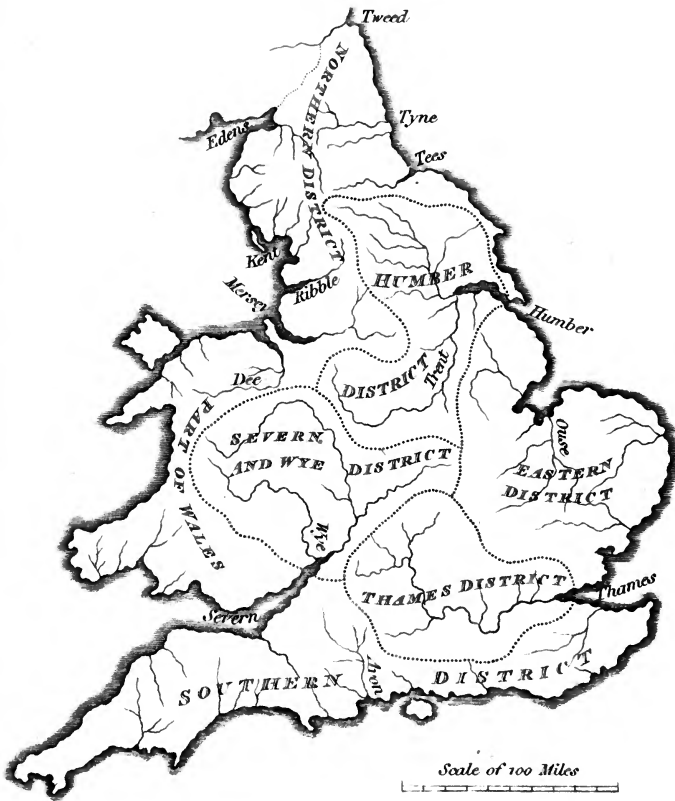 Tweed
NORTHERN DISTRICT
Edens
Tyne
Tees
Kent
Ribble
Mersey
HUMBER
Humber
DISTRICT
Trent
Dee
PART OF WALES
SEVERN
AND WYE
DISTRICT
Ouse
EASTERN
DISTRICT
Wye
THAMES DISTRICT
Thames
Severn
Avon
SOUTHERN
DISTRICT
Scale of 100 Miles